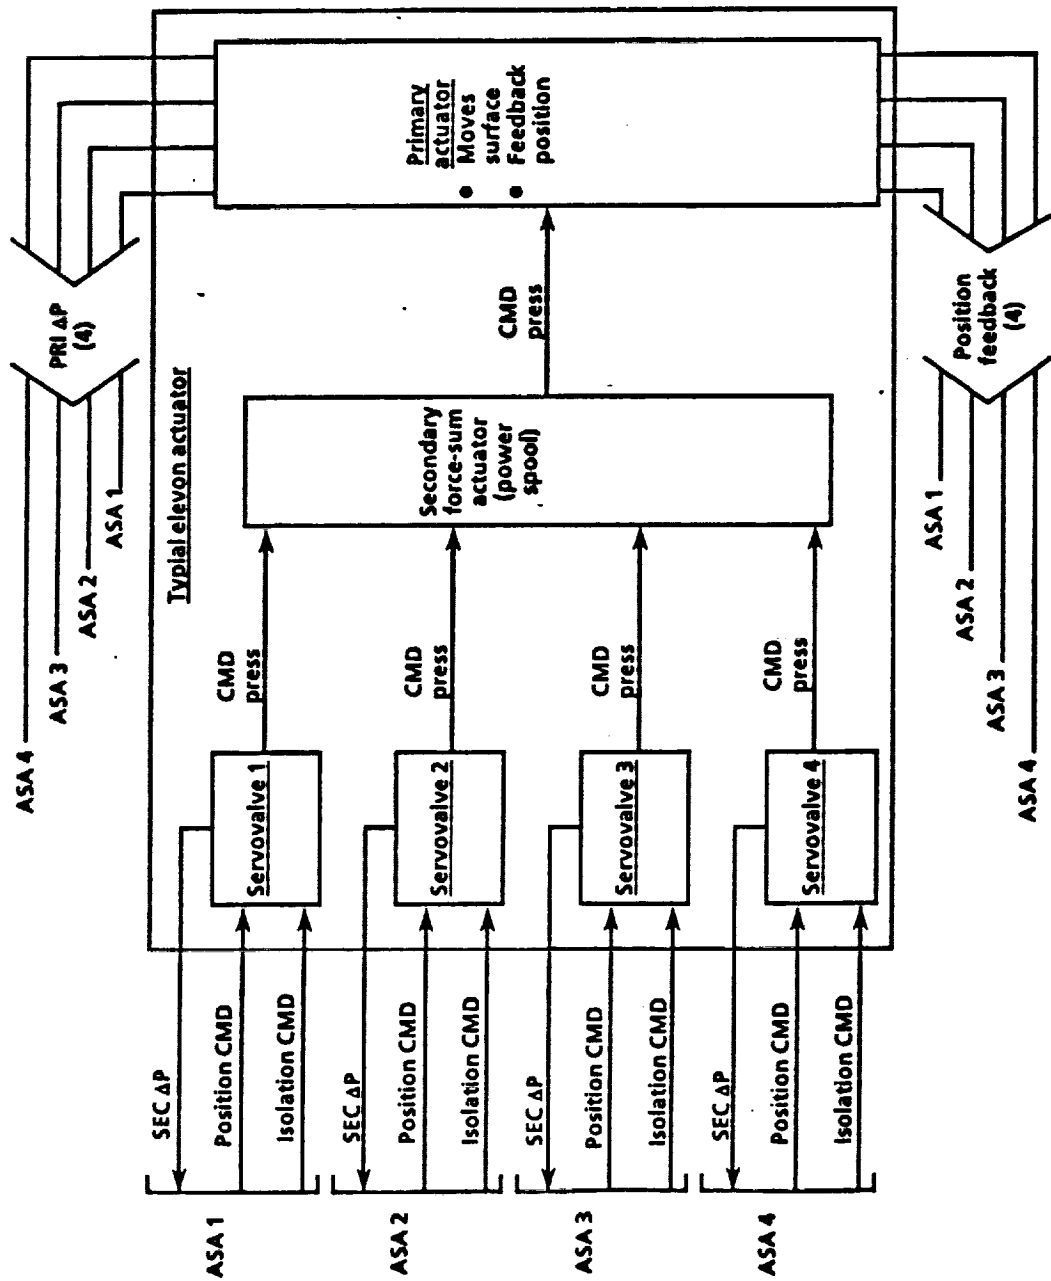 ASA 4
ASA 3
ASA 2
ASA 1
PRI ΔP
(4)
Typial elevon actuator
ASA 1
SEC ΔP
Position CMD
Isolation CMD
Servovalve 1
CMD
press
ASA 2
SEC ΔP
Position CMD
Isolation CMD
Servovalve 2
CMD
press
ASA 3
SEC ΔP
Position CMD
Isolation CMD
Servovalve 3
CMD
press
ASA 4
SEC ΔP
Position CMD
Isolation CMD
Servovalve 4
CMD
press
Secondary
force-sum
actuator
(power
spool)
CMD
press
Primary
actuator
● Moves
surface
● Feedback
position
ASA 1
ASA 2
ASA 3
ASA 4
Position
feedback
(4)